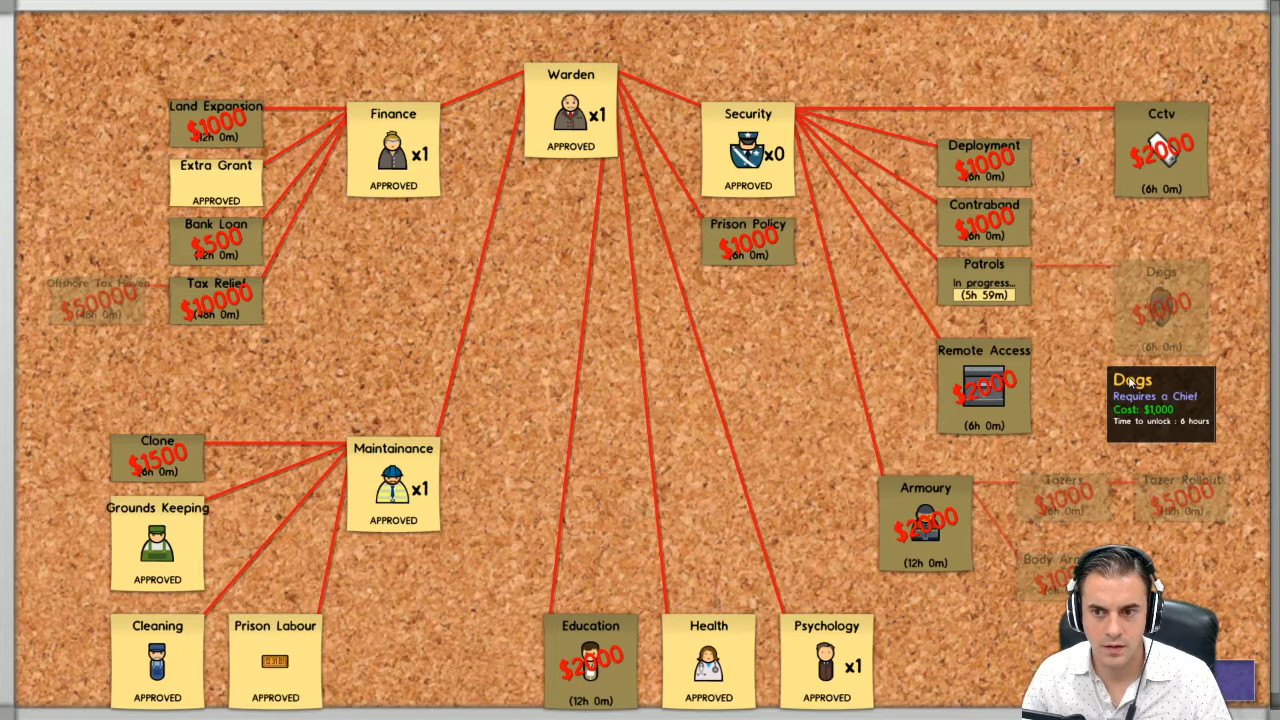 Warden
x1
APPROVED
Land Expansion
$1000
(12h 0m)
Finance
x1
APPROVED
Security
x0
APPROVED
Cctv
$2000
(6h 0m)
Deployment
$1000
(6h 0m)
Extra Grant
APPROVED
Contraband
$1000
(6h 0m)
Bank Loan
$500
(12h 0m)
Prison Policy
$1000
(6h 0m)
Patrols
In progress...
(5h 59m)
Dogs
$1000
(6h 0m)
Offshore Tax Haven
$50000
(48h 0m)
Tax Relief
$10000
(48h 0m)
Remote Access
$2000
(6h 0m)
Dogs
Requires a Chief
Cost: $1,000
Time to unlock : 6 hours
Clone
$1500
(6h 0m)
Maintainance
x1
APPROVED
Grounds Keeping
APPROVED
Armoury
$2000
(12h 0m)
Tazers
$1000
(6h 0m)
Tazer Rollout
$5000
(12h 0m)
Body
Cleaning
APPROVED
Prison Labour
APPROVED
Education
$2000
(12h 0m)
Health
APPROVED
Psychology
x1
APPROVED